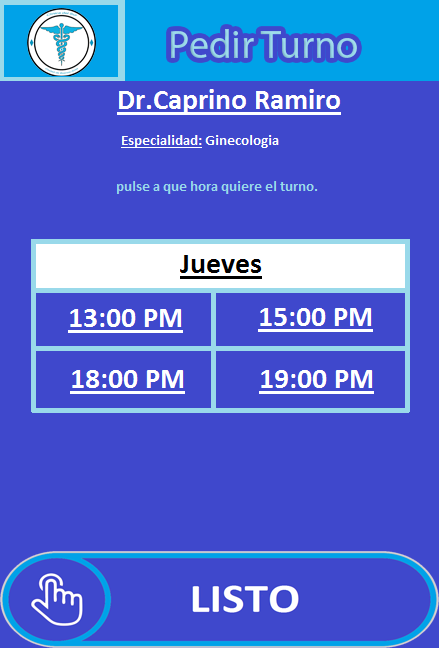 Pedir Turno
Dr.Caprino Ramiro
Especialidad: Ginecologia
pulse a que hora quiere el turno.
Jueves
13:00 PM 15:00 PM
18:00 PM 19:00 PM
LISTO